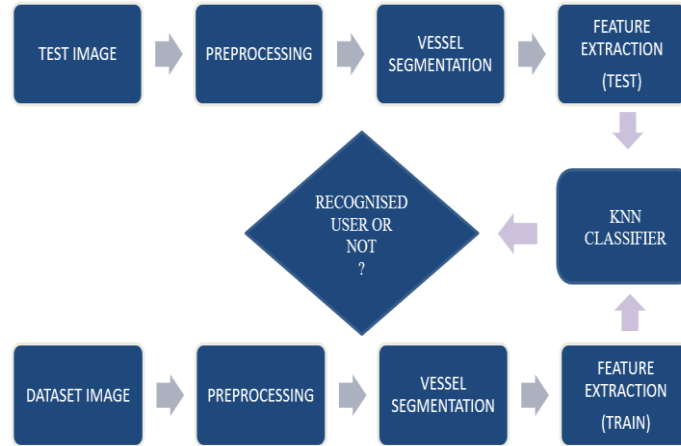 TEST IMAGE
PREPROCESSING
VESSEL
SEGMENTATION
FEATURE
EXTRACTION
(TEST)
RECOGNISED
USER OR
NOT
?
KNN
CLASSIFIER
DATASET IMAGE
PREPROCESSING
VESSEL
SEGMENTATION
FEATURE
EXTRACTION
(TRAIN)